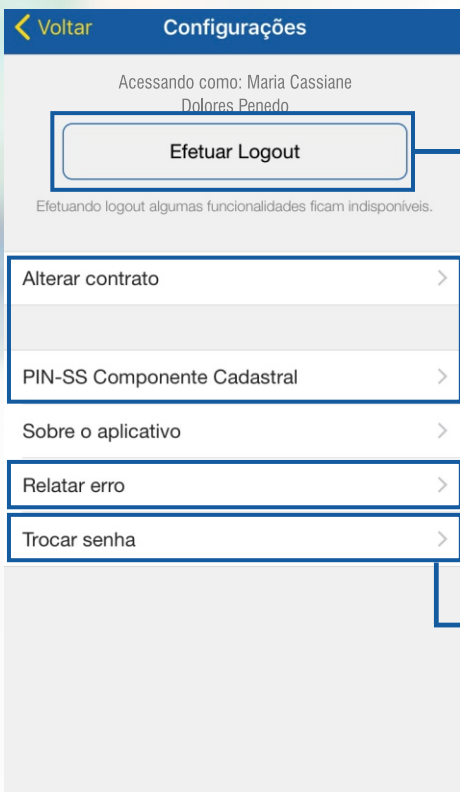 Voltar Configurações
Acessando como: Maria Cassiane
Dolores Penedo
Efetuar Logout
Efetuando logout algumas funcionalidades ficam indisponíveis.
Alterar contrato
PIN-SS Componente Cadastral
Sobre o aplicativo
Relatar erro
Trocar senha